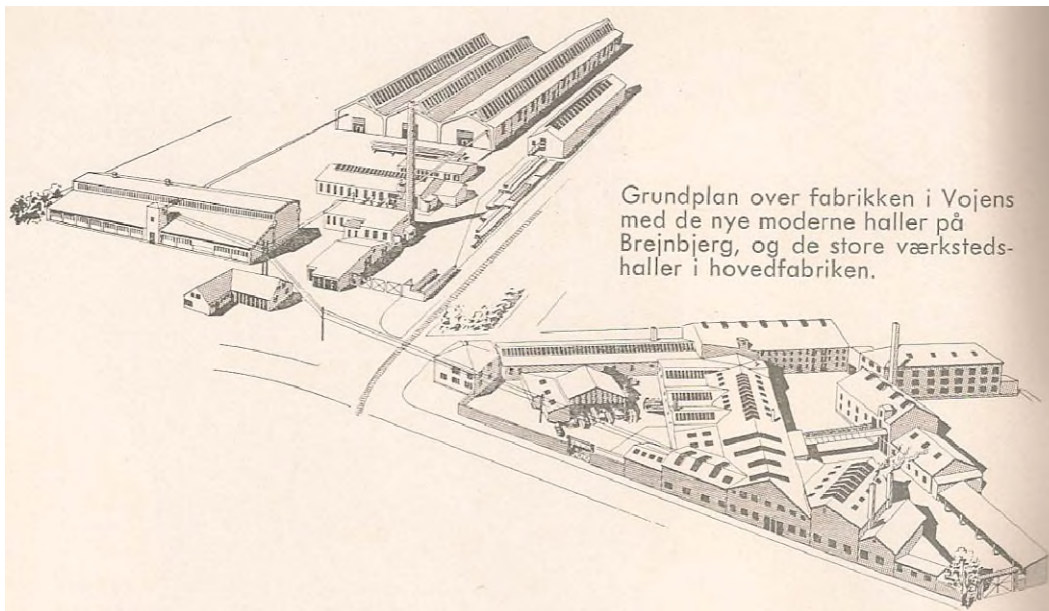 Grundplan over fabrikken i Vojens
med de nye moderne haller på
Brejnbjerg, og de store værksteds-
haller i hovedfabriken.